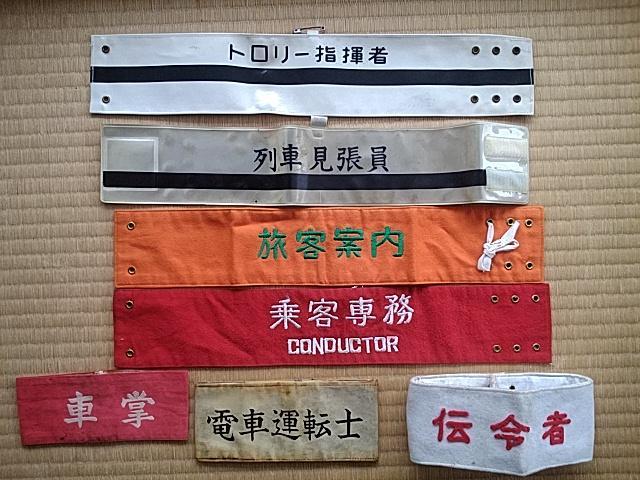 トロリー指揮者
列車見張員
旅客案内
乗客専務
CONDUCTOR
車掌
電車運転士
伝令者